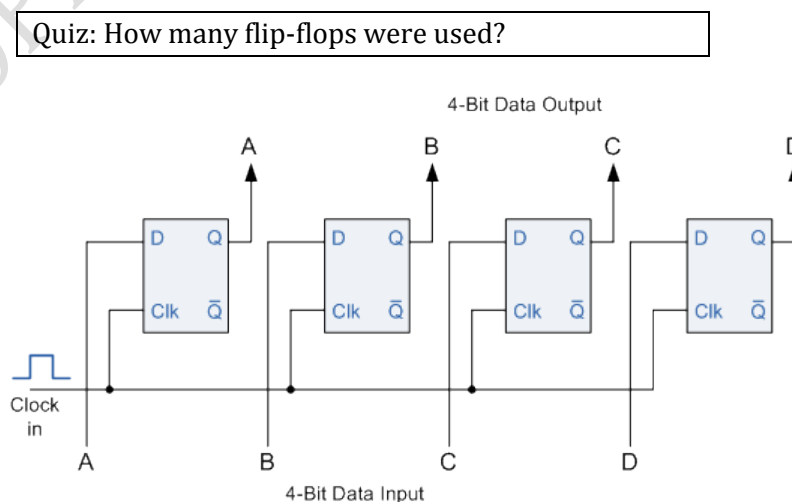 Quiz: How many flip-flops were used?
4-Bit Data Output
A B C
D Q D Q D Q D Q
Clk Q̅ Clk Q̅ Clk Q̅ Clk Q̅
Clock
in
A B C D
4-Bit Data Input